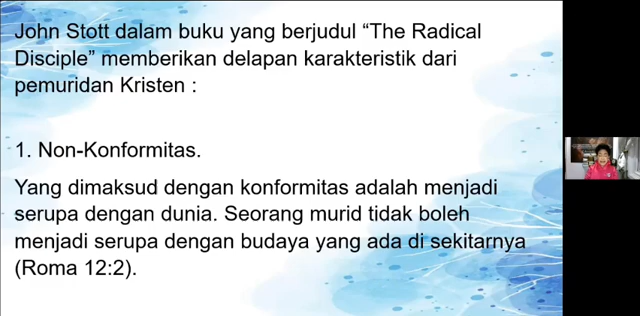 John Stott dalam buku yang berjudul “The Radical
Disciple” memberikan delapan karakteristik dari
pemuridan Kristen :
1. Non-Konformitas.
Yang dimaksud dengan konformitas adalah menjadi
serupa dengan dunia. Seorang murid tidak boleh
menjadi serupa dengan budaya yang ada di sekitarnya
(Roma 12:2).